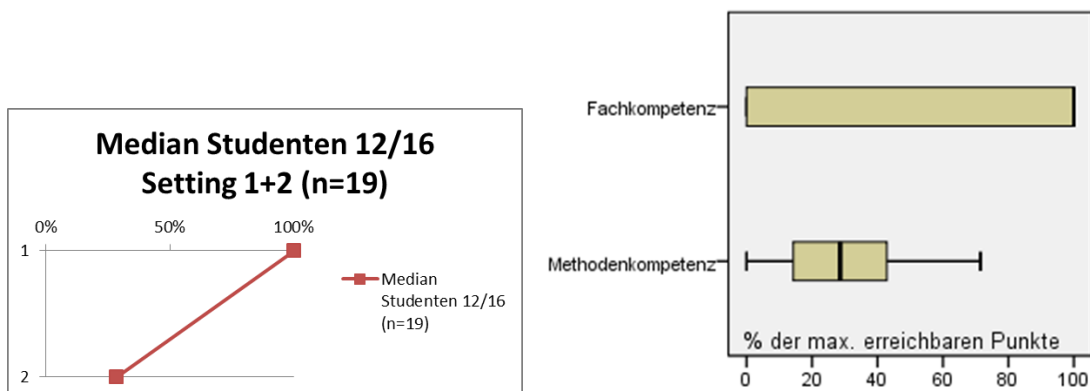 Median Studenten 12/16
Setting 1+2 (n=19)
0% 50% 100%
1
2
Median
Studenten 12/16
(n=19)
Fachkompetenz
Methodenkompetenz
% der max. erreichbaren Punkte
0 20 40 60 80 100